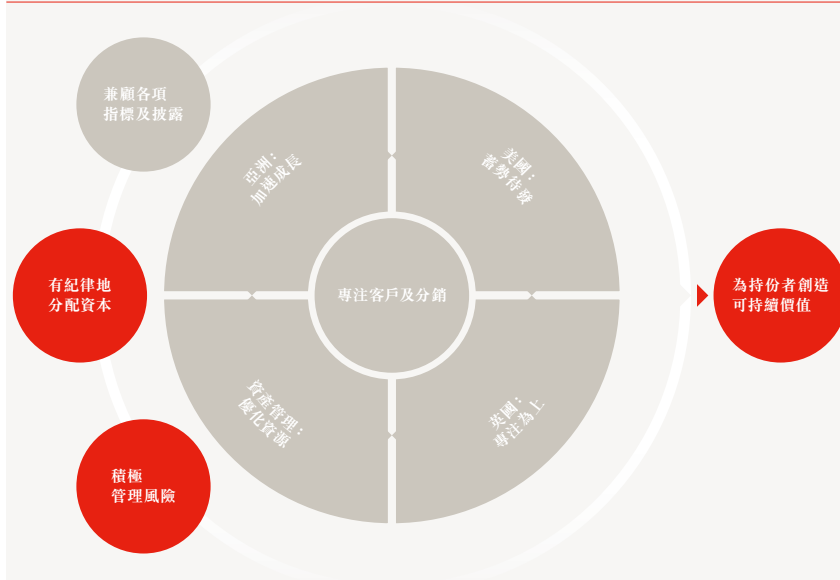 兼顧各項
指標及披露
亞洲：
加速成長
美國：
蓄勢待發
有紀律地
分配資本
專注客戶及分銷
為持份者創造
可持續價值
資產管理：
優化資源
英國：
專注為上
積極
管理風險